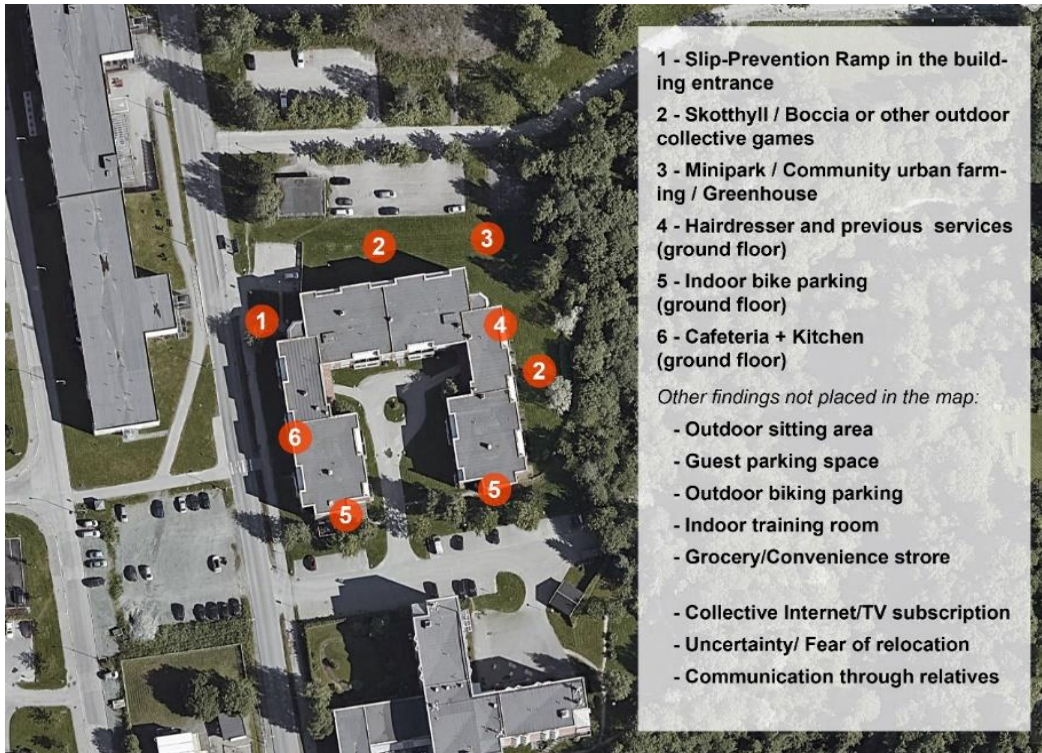 1 - Slip-Prevention Ramp in the build-
ing entrance
2 - Skotthyll / Boccia or other outdoor
collective games
3 - Minipark / Community urban farm-
ing / Greenhouse
4 - Hairdresser and previous  services
(ground floor)
5 - Indoor bike parking
(ground floor)
6 - Cafeteria + Kitchen
(ground floor)
Other findings not placed in the map:
- Outdoor sitting area
- Guest parking space
- Outdoor biking parking
- Indoor training room
- Grocery/Convenience strore
- Collective Internet/TV subscription
- Uncertainty/ Fear of relocation
- Communication through relatives
2
3
1
4
2
6
5
5